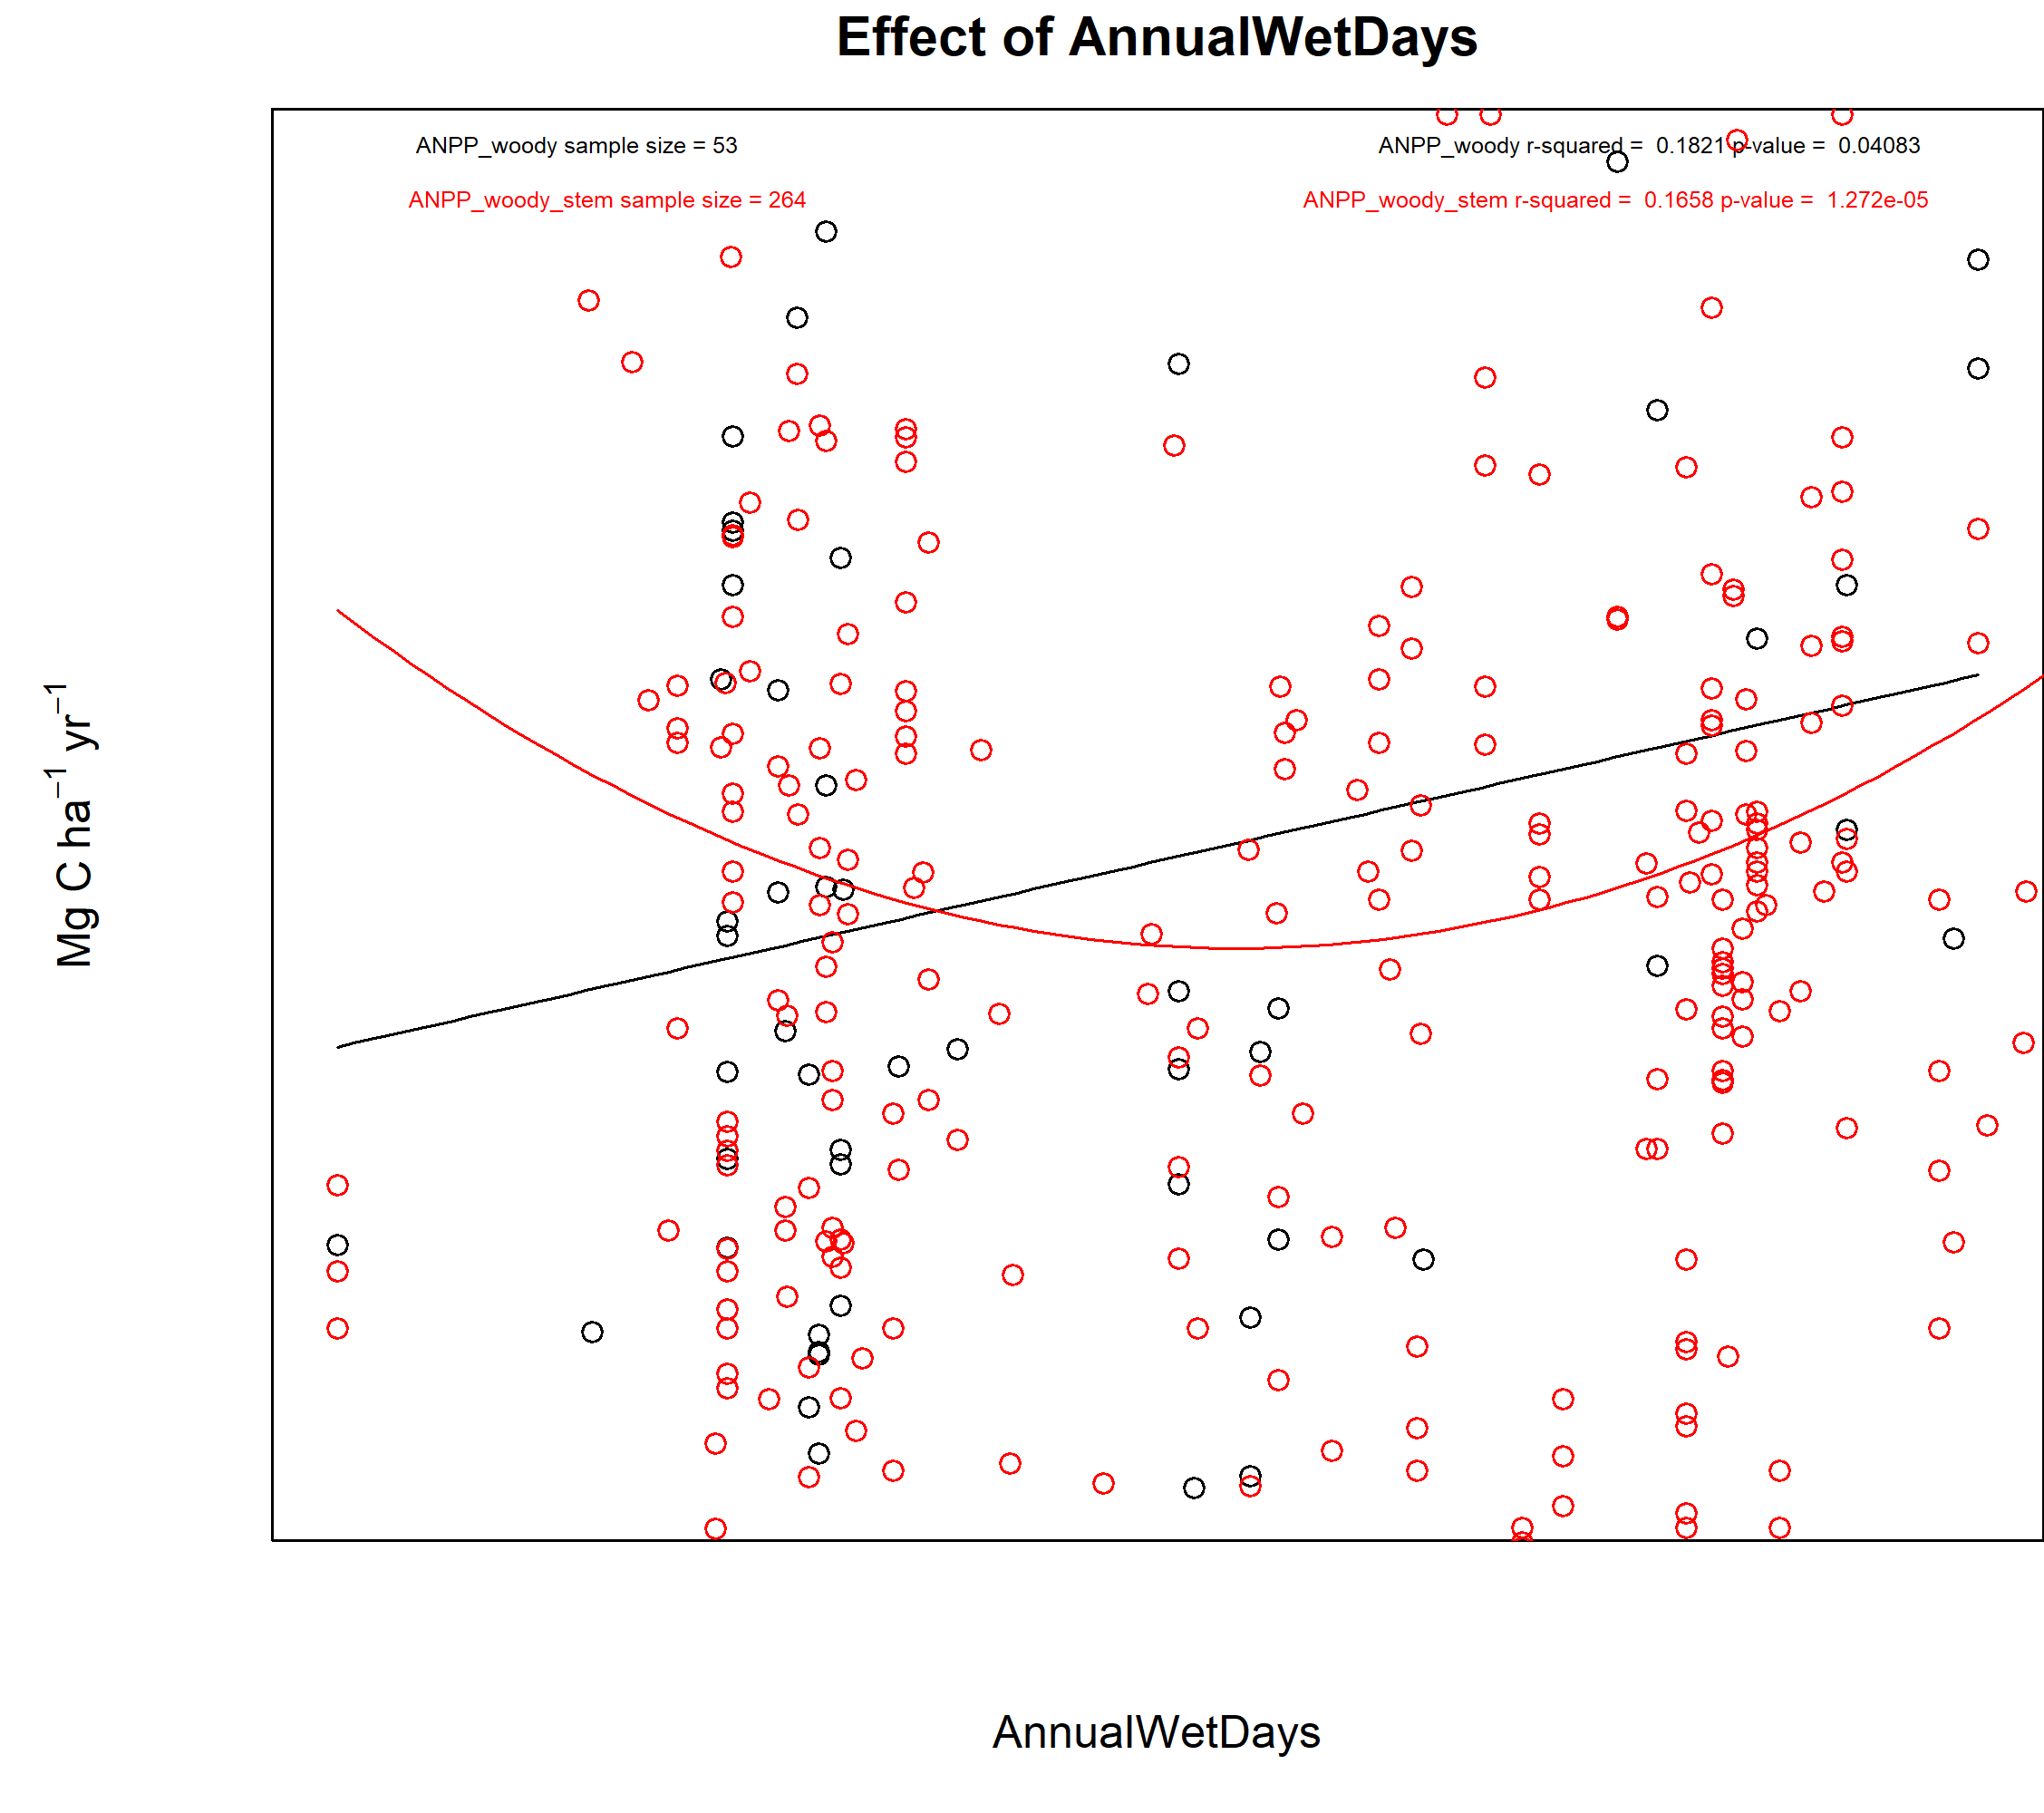 Effect of AnnualWetDays
ANPP_woody sample size = 53
ANPP_woody r-squared = 0.1821 p-value = 0.04083
ANPP_woody_stem sample size = 264
ANPP_woody_stem r-squared = 0.1658 p-value = 1.272e-05
Mg C ha⁻¹ yr⁻¹
AnnualWetDays